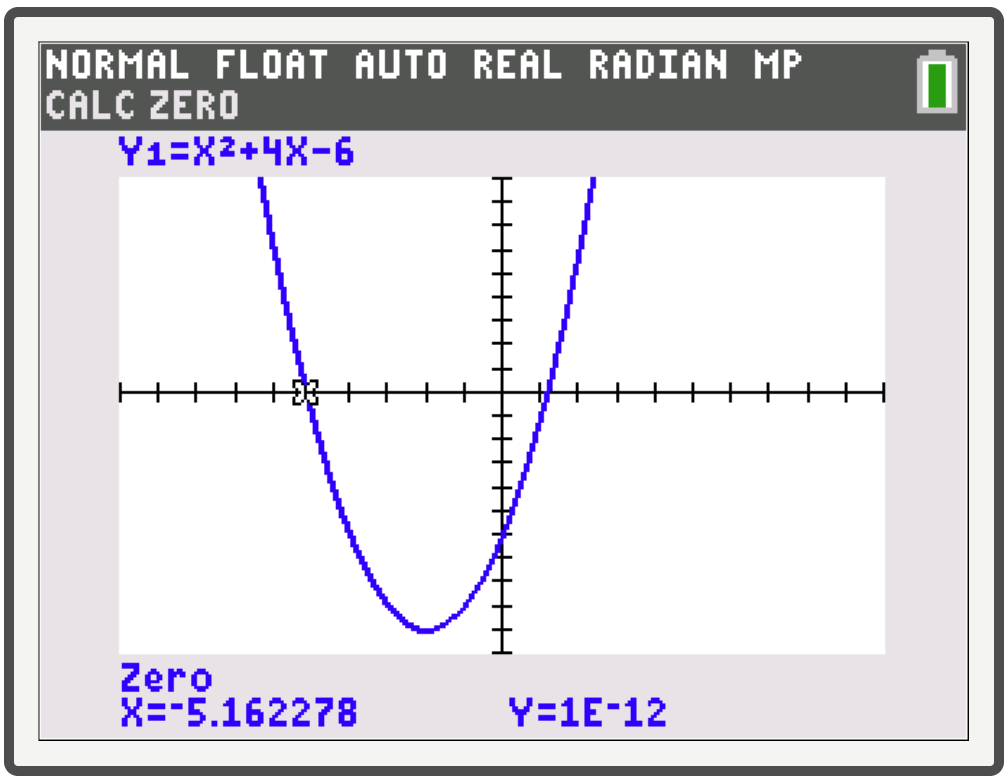 NORMAL FLOAT AUTO REAL RADIAN MP
CALC ZERO
Y1=X²+4X-6
Zero
X=⁻5.162278 Y=1E⁻12